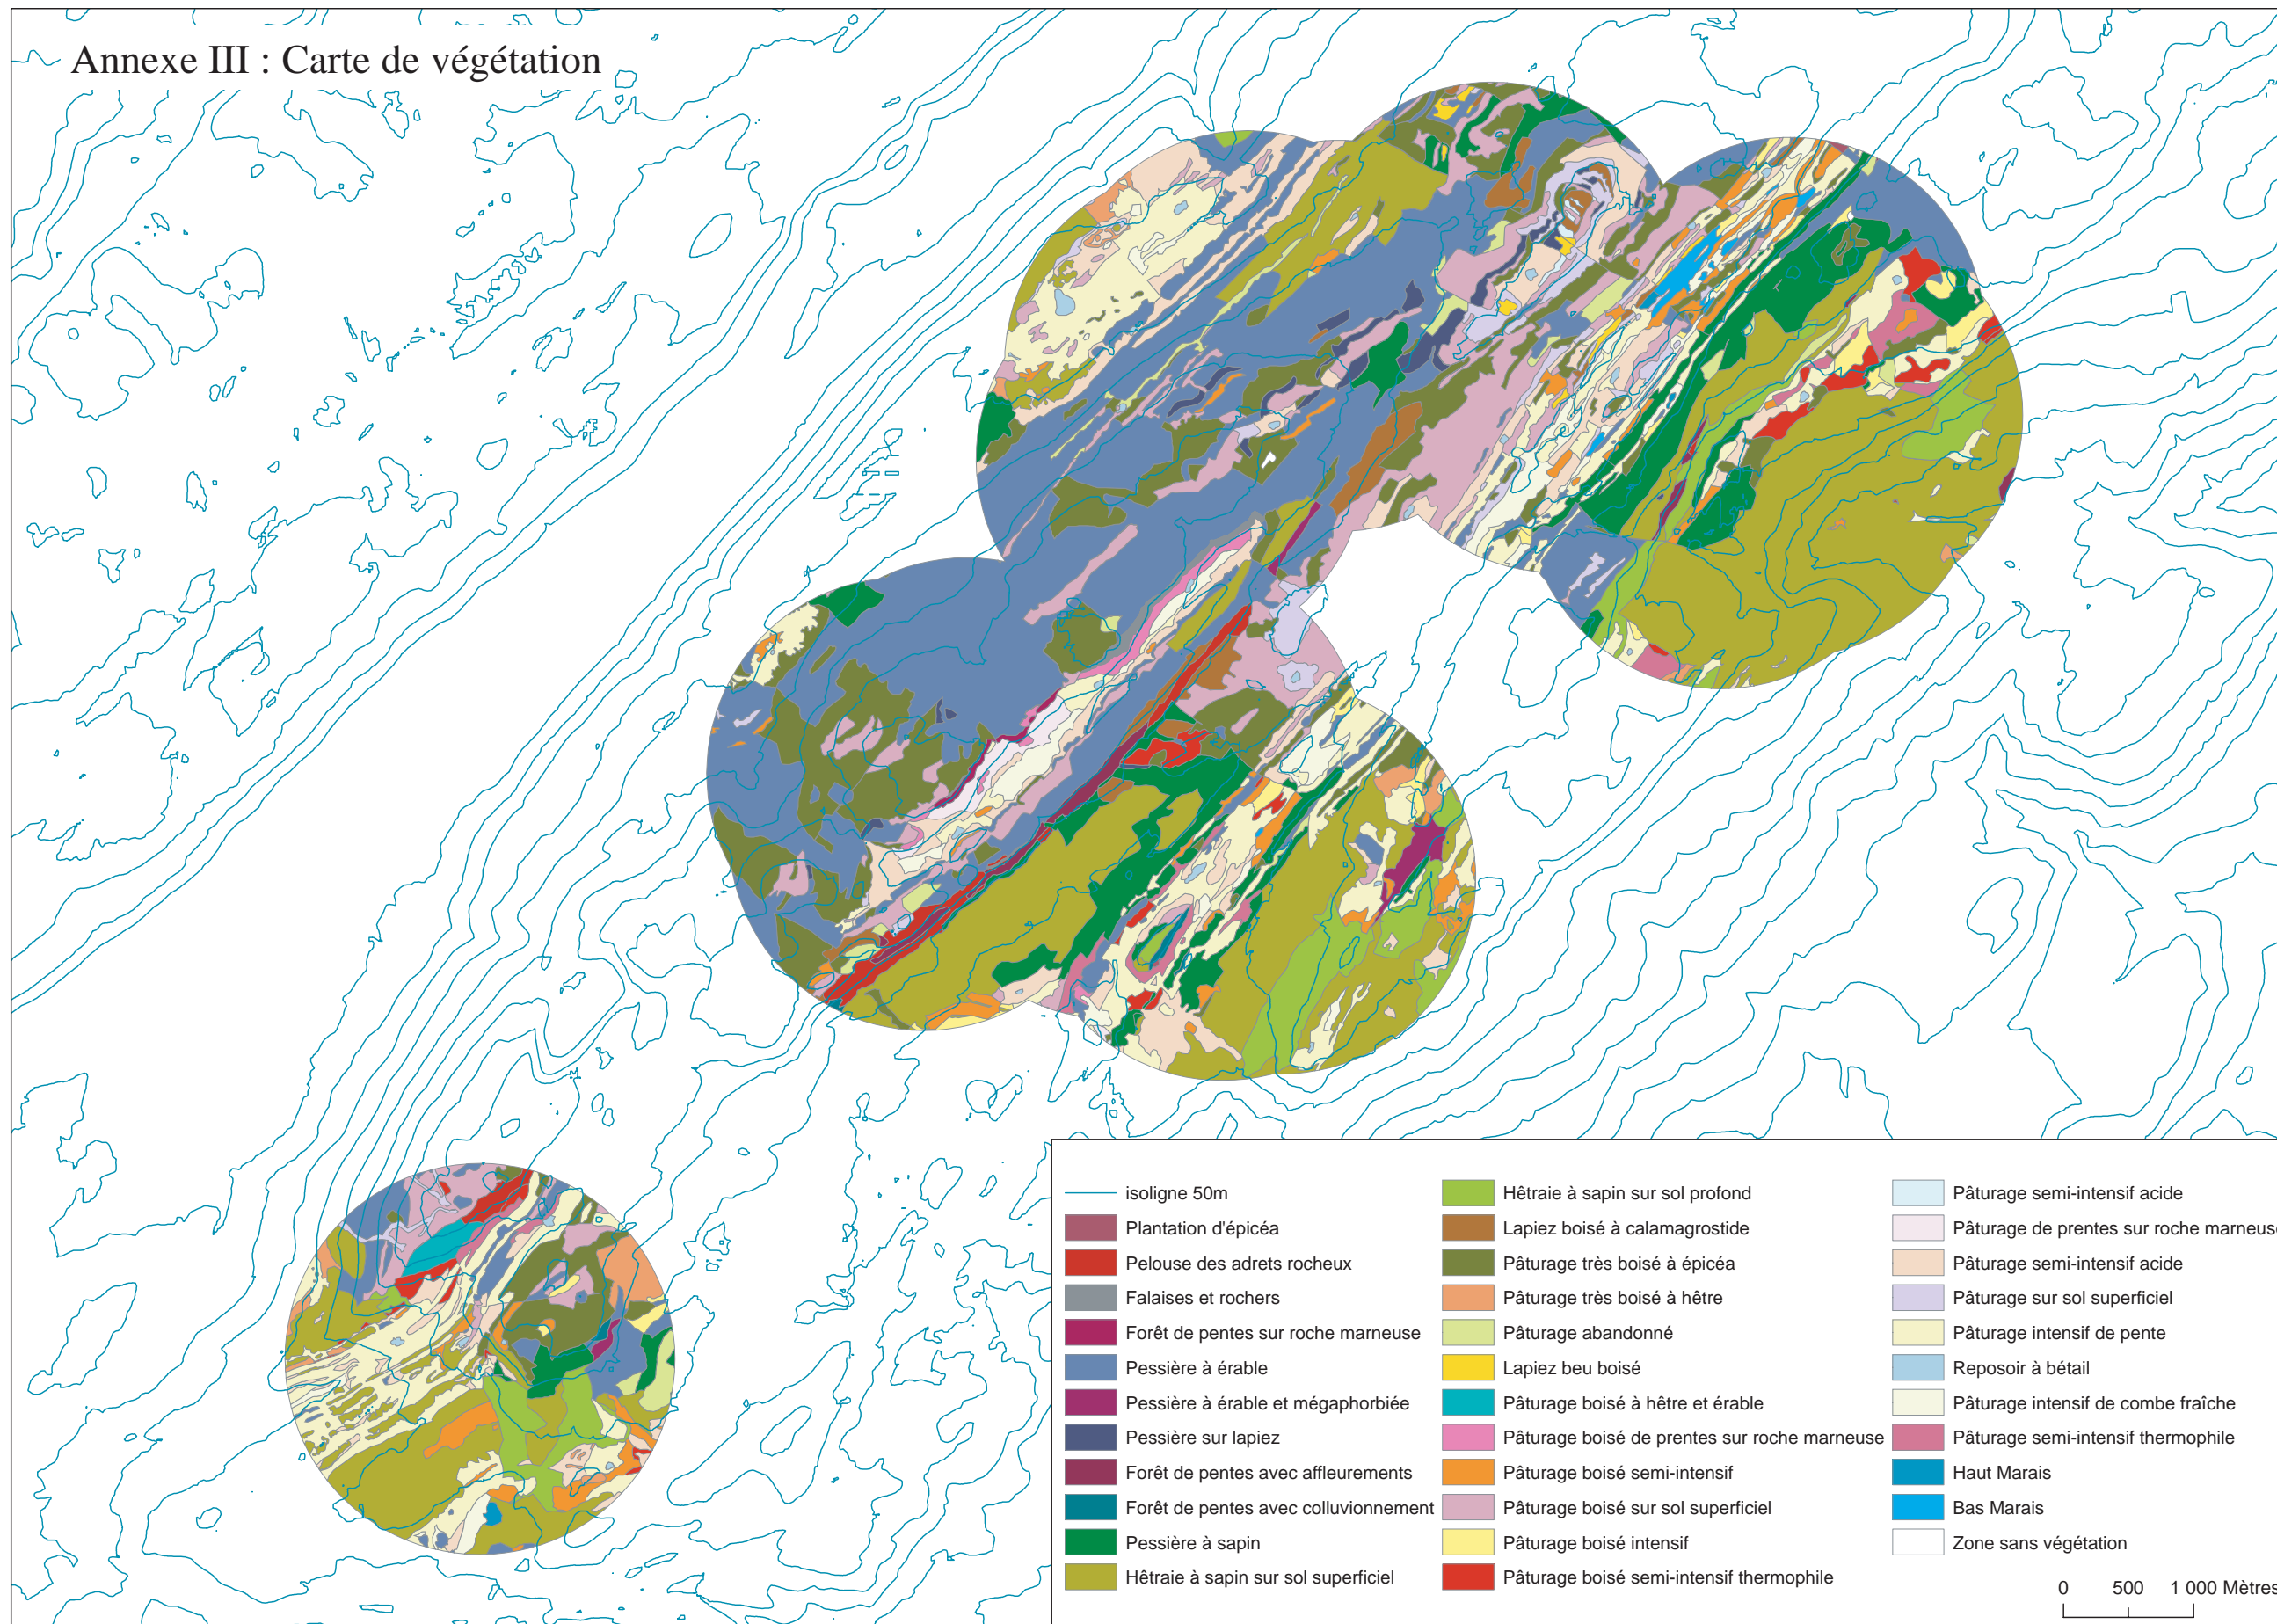 Annexe III : Carte de végétation
isoligne 50m
Plantation d'épicéa
Pelouse des adrets rocheux
Falaises et rochers
Forêt de pentes sur roche marneuse
Pessière à érable
Pessière à érable et mégaphorbiée
Pessière sur lapiez
Forêt de pentes avec affleurements
Forêt de pentes avec colluvionnement
Pessière à sapin
Hêtraie à sapin sur sol superficiel
Hêtraie à sapin sur sol profond
Lapiez boisé à calamagrostide
Pâturage très boisé à épicéa
Pâturage très boisé à hêtre
Pâturage abandonné
Lapiez beu boisé
Pâturage boisé à hêtre et érable
Pâturage boisé de prentes sur roche marneuse
Pâturage boisé semi-intensif
Pâturage boisé sur sol superficiel
Pâturage boisé intensif
Pâturage boisé semi-intensif thermophile
Pâturage semi-intensif acide
Pâturage de prentes sur roche marneuse
Pâturage semi-intensif acide
Pâturage sur sol superficiel
Pâturage intensif de pente
Reposoir à bétail
Pâturage intensif de combe fraîche
Pâturage semi-intensif thermophile
Haut Marais
Bas Marais
Zone sans végétation
0 500 1 000 Mètres